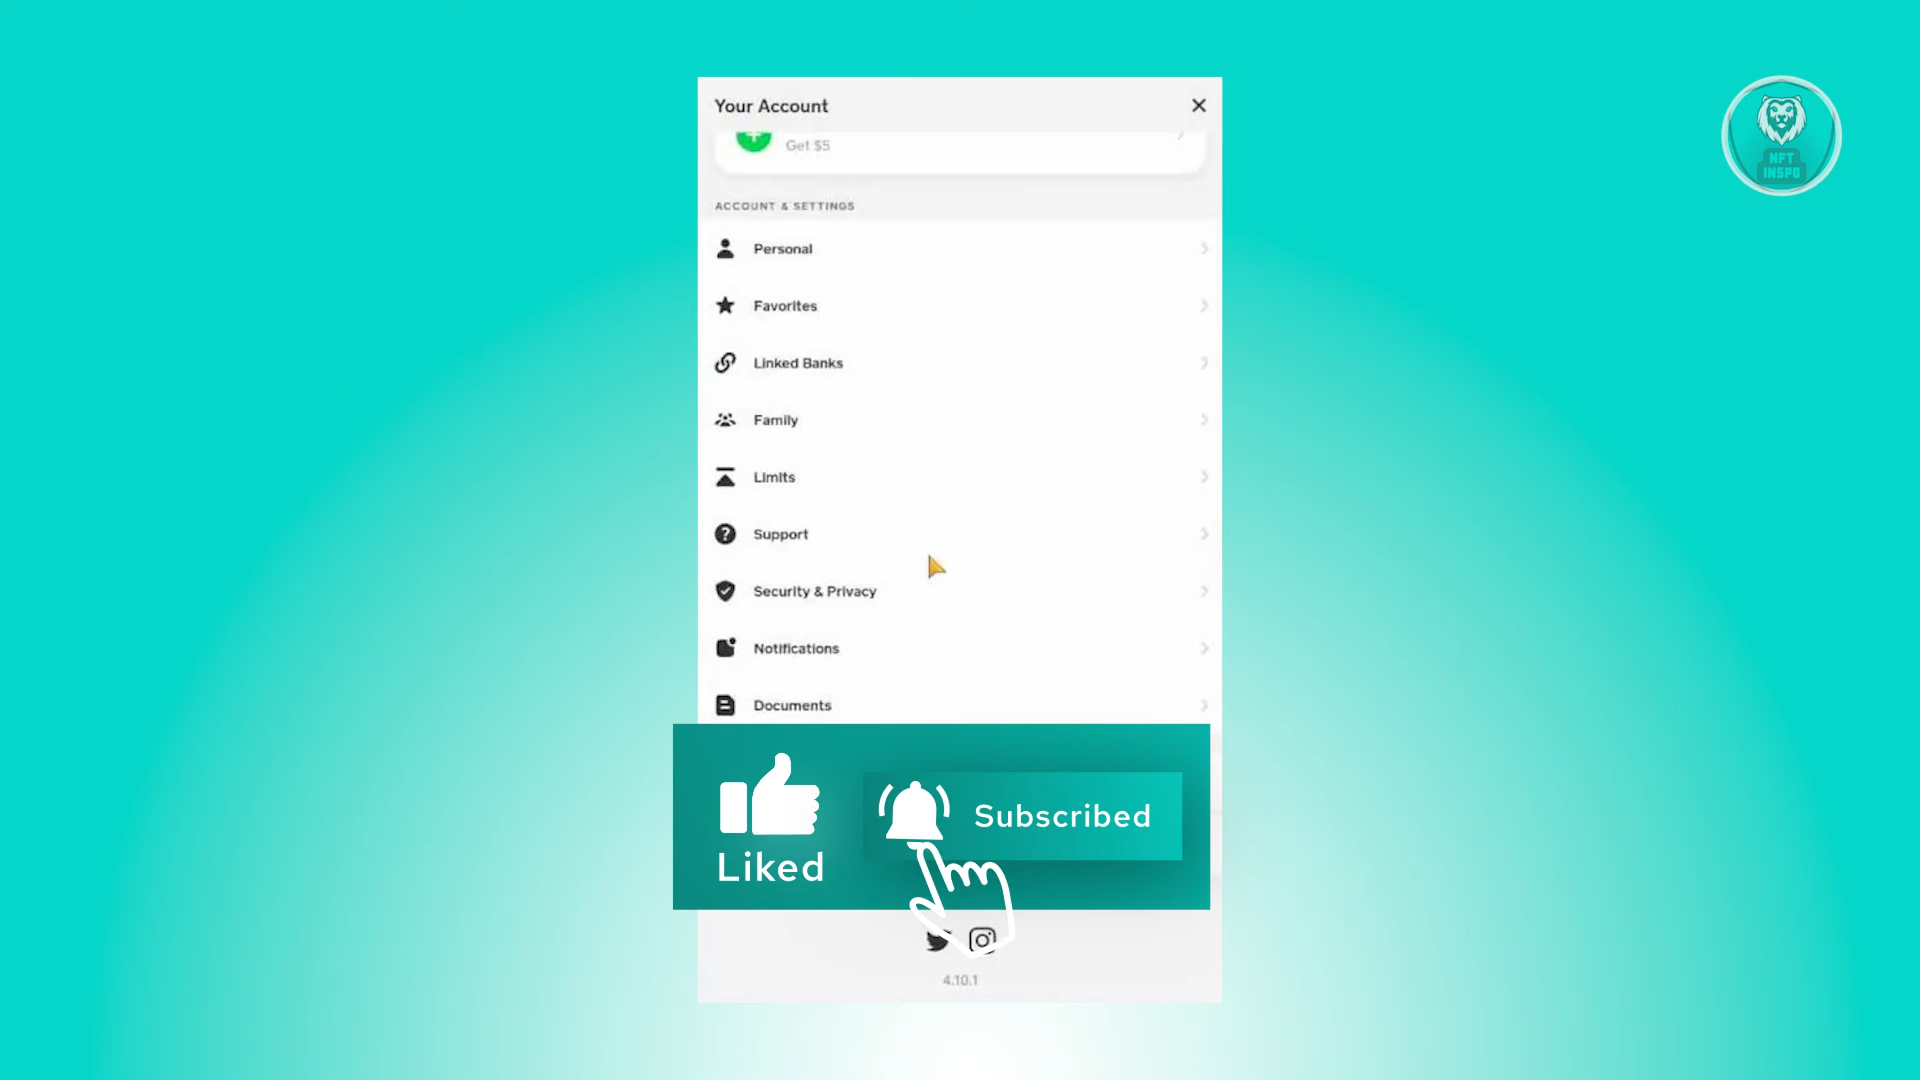 Your Account
Get $5
ACCOUNT & SETTINGS
Personal
Favorites
Linked Banks
Family
Limits
Support
Security & Privacy
Notifications
Documents
Liked
Subscribed
4.10.1
NFT
INSPO